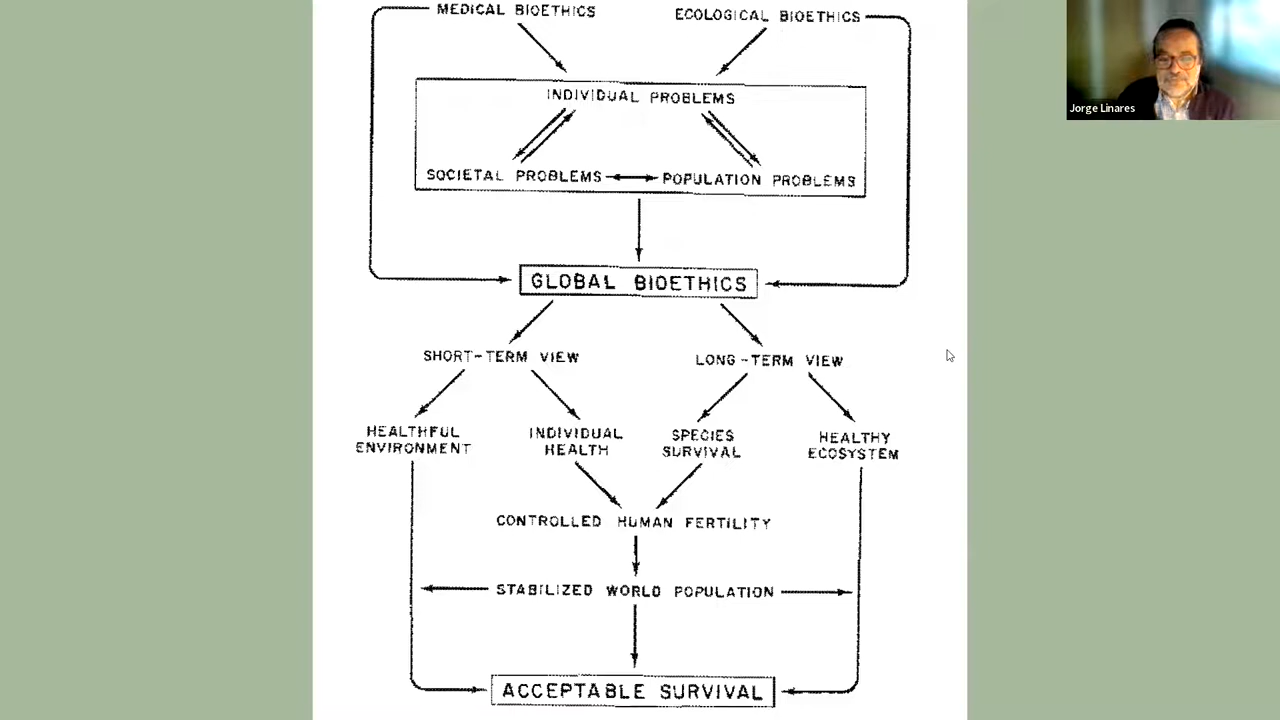 MEDICAL BIOETHICS
ECOLOGICAL BIOETHICS
Jorge Linares
INDIVIDUAL PROBLEMS
SOCIETAL PROBLEMS
POPULATION PROBLEMS
GLOBAL BIOETHICS
SHORT-TERM VIEW
LONG-TERM VIEW
HEALTHFUL
ENVIRONMENT
INDIVIDUAL
HEALTH
SPECIES
SURVIVAL
HEALTHY
ECOSYSTEM
CONTROLLED HUMAN FERTILITY
STABILIZED WORLD POPULATION
ACCEPTABLE SURVIVAL